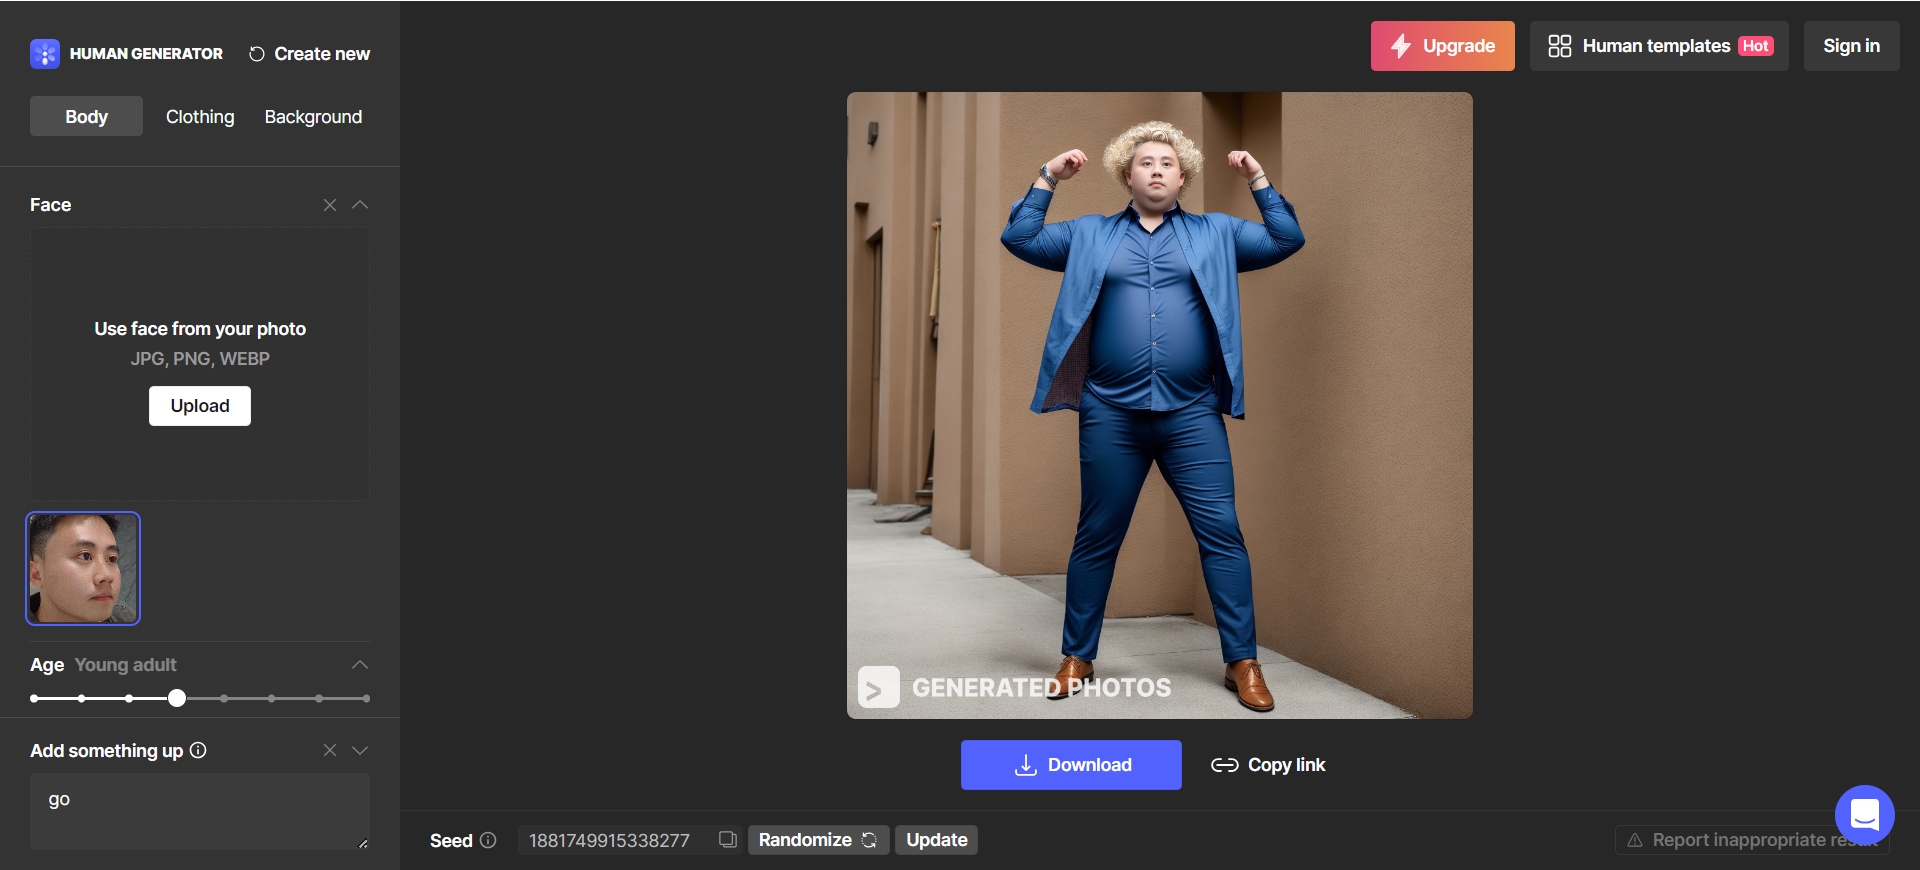 HUMAN GENERATOR
Create new
Body
Clothing
Background
Face
Use face from your photo
JPG, PNG, WEBP
Upload
Age Young adult
Add something up
go
Upgrade
Human templates Hot
Sign in
GENERATED PHOTOS
Download
Copy link
Seed
1881749915338277
Randomize
Update
Report inappropriate